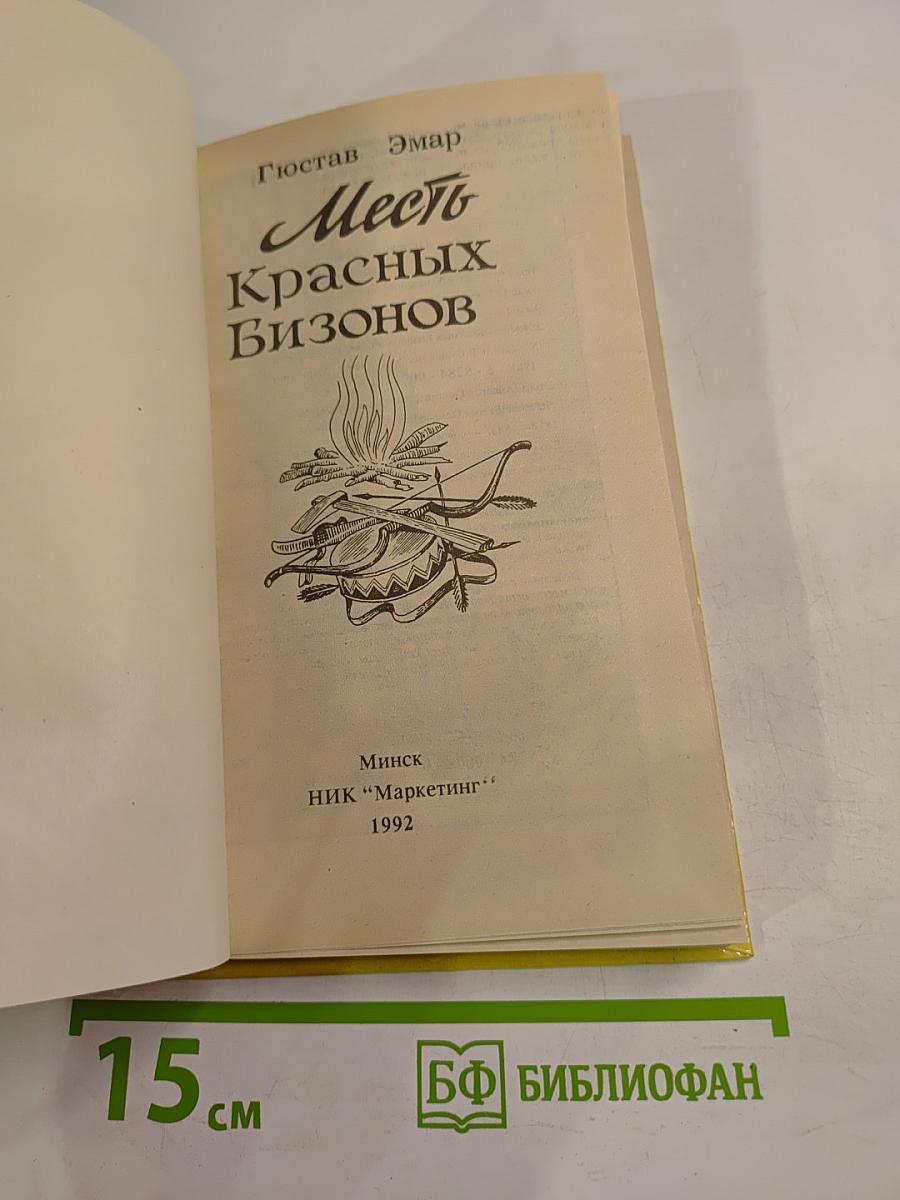 Гюстав Эмар
Месть
Красных
Бизонов
Минск
НИК “Маркетинг“
1992
15 см
БФ БИБЛИОФАН